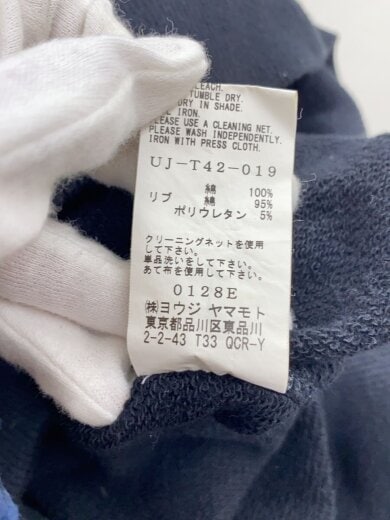 BLEACH.
TUMBLE DRY.
DRY IN SHADE.
IRON.
PLEASE USE A CLEANING NET.
PLEASE WASH INDEPENDENTLY.
IRON WITH PRESS CLOTH.
UJ-T42-019
綿 100%
リブ 綿 95%
ポリウレタン 5%
クリーニングネットを使用
して下さい。
単品洗いをして下さい。
あて布を使用して下さい。
0128E
㈱ヨウジ ヤマモト
東京都品川区東品川
2-2-43 T33 QCR-Y